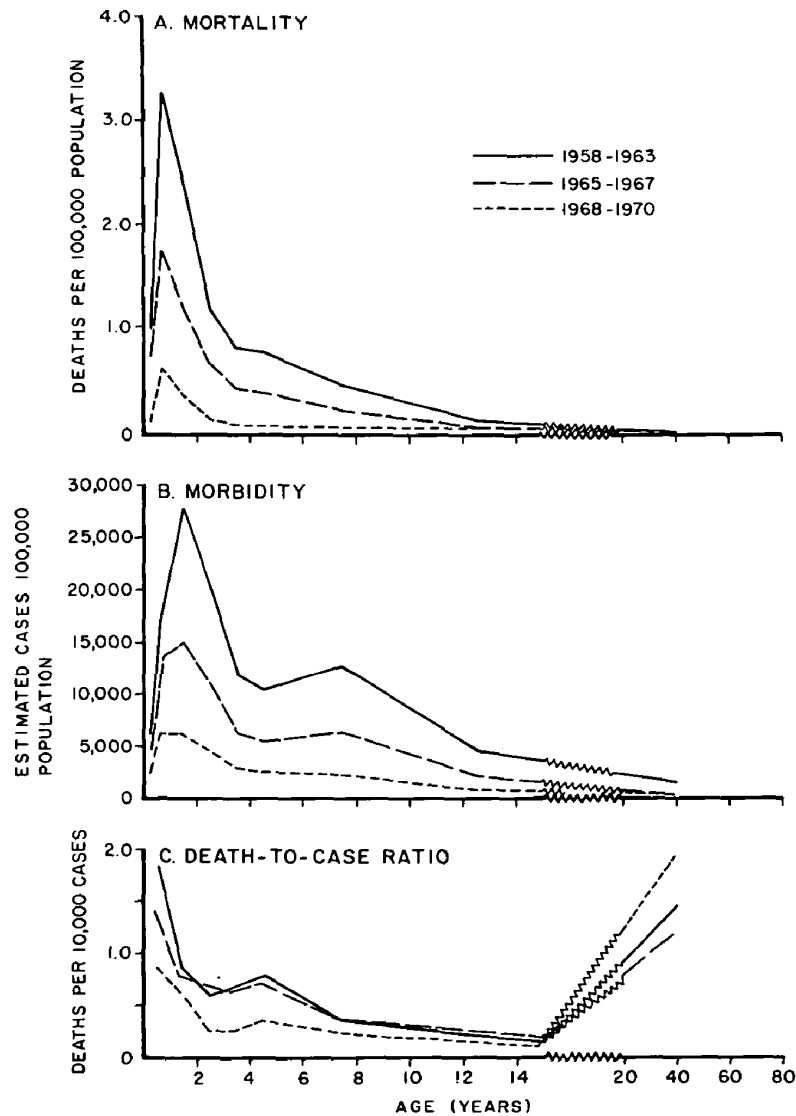 A. MORTALITY
4.0
3.0
2.0
1.0
0
DEATHS PER 100,000 POPULATION
1958-1963
1965-1967
1968-1970
B. MORBIDITY
30,000
25,000
20,000
15,000
10,000
5,000
0
ESTIMATED CASES 100,000
POPULATION
C. DEATH-TO-CASE RATIO
2.0
1.0
0
DEATHS PER 10,000 CASES
2 4 6 8 10 12 14 20 40 60 80
AGE (YEARS)